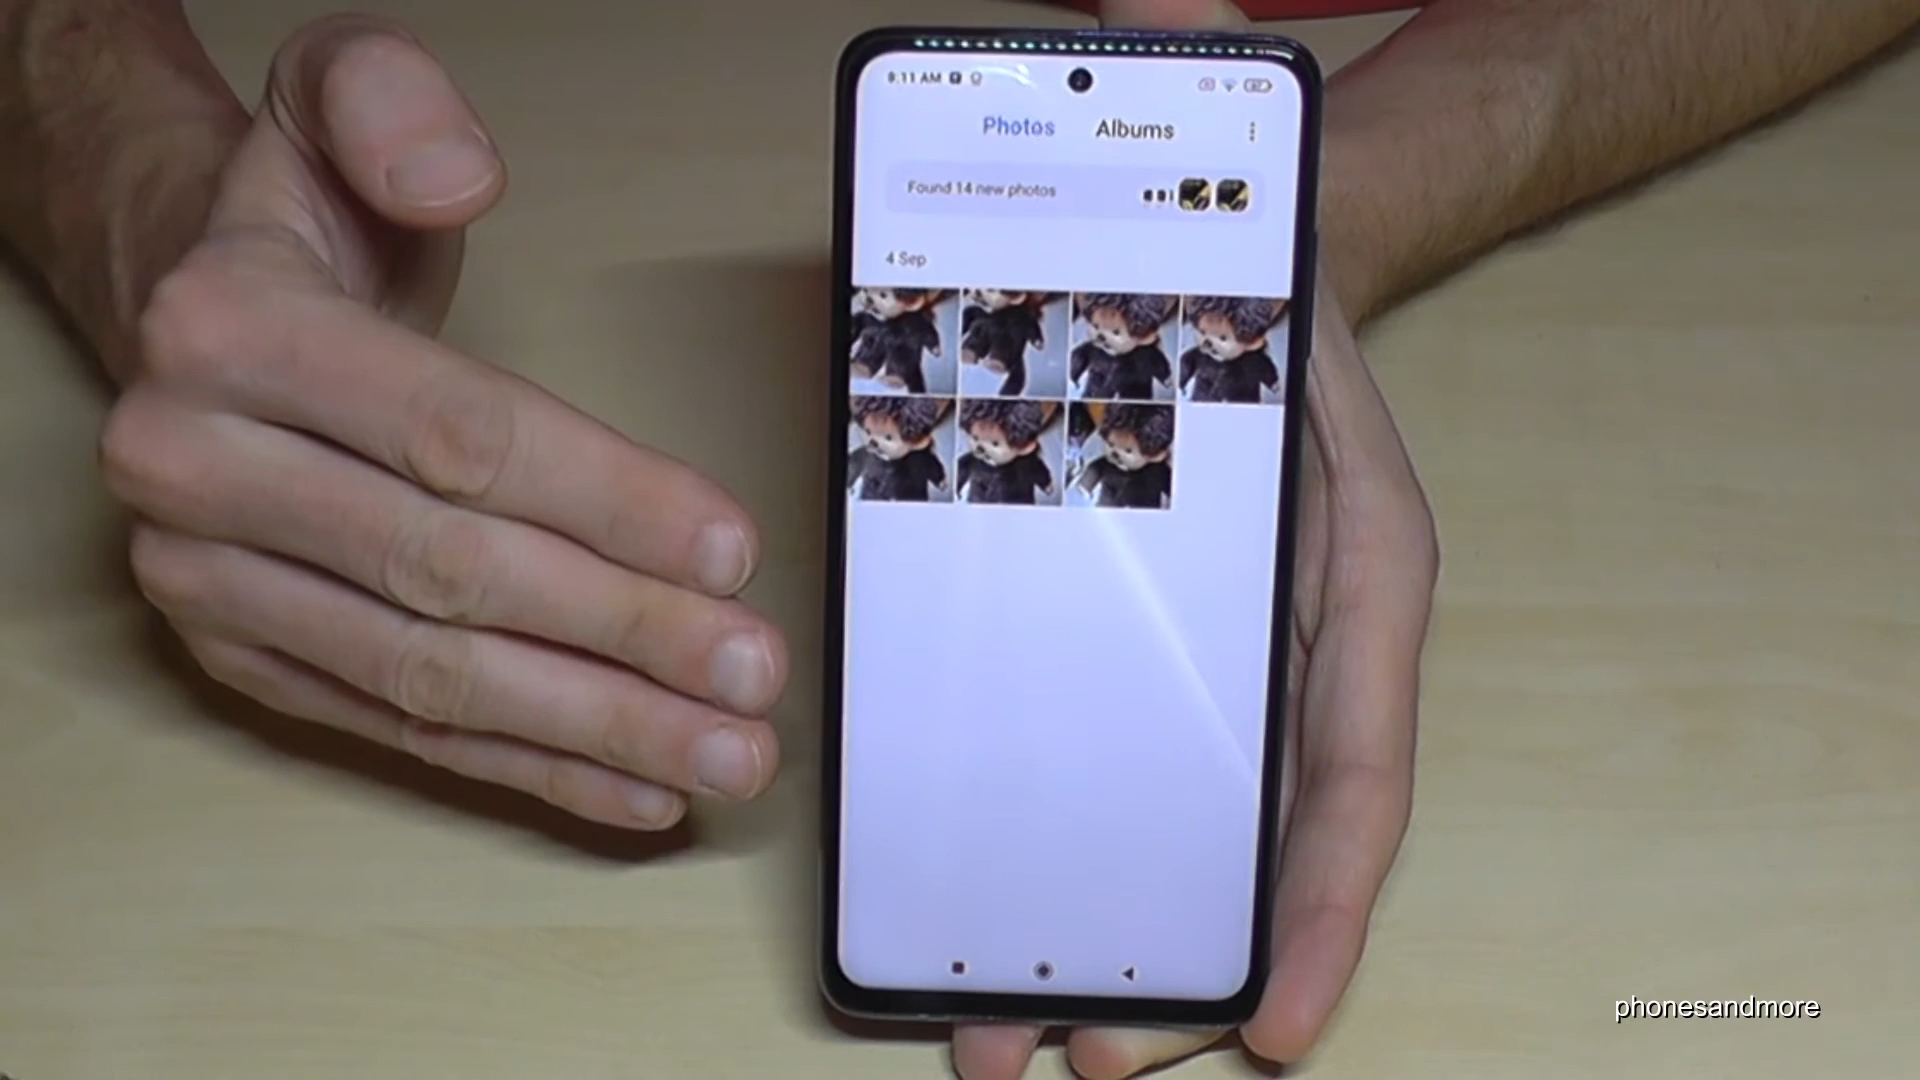 9:11 AM
Photos Albums
Found 14 new photos
4 Sep
phonesandmore